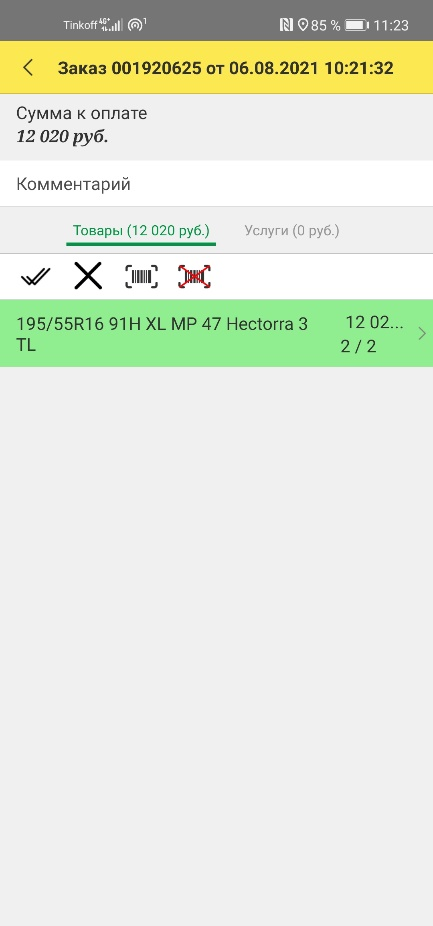 Tinkoff 4G+ 1 85 % 11:23
Заказ 001920625 от 06.08.2021 10:21:32
Сумма к оплате
12 020 руб.
Комментарий
Товары (12 020 руб.) Услуги (0 руб.)
195/55R16 91H XL MP 47 Hectorra 3 12 02...
TL 2 / 2